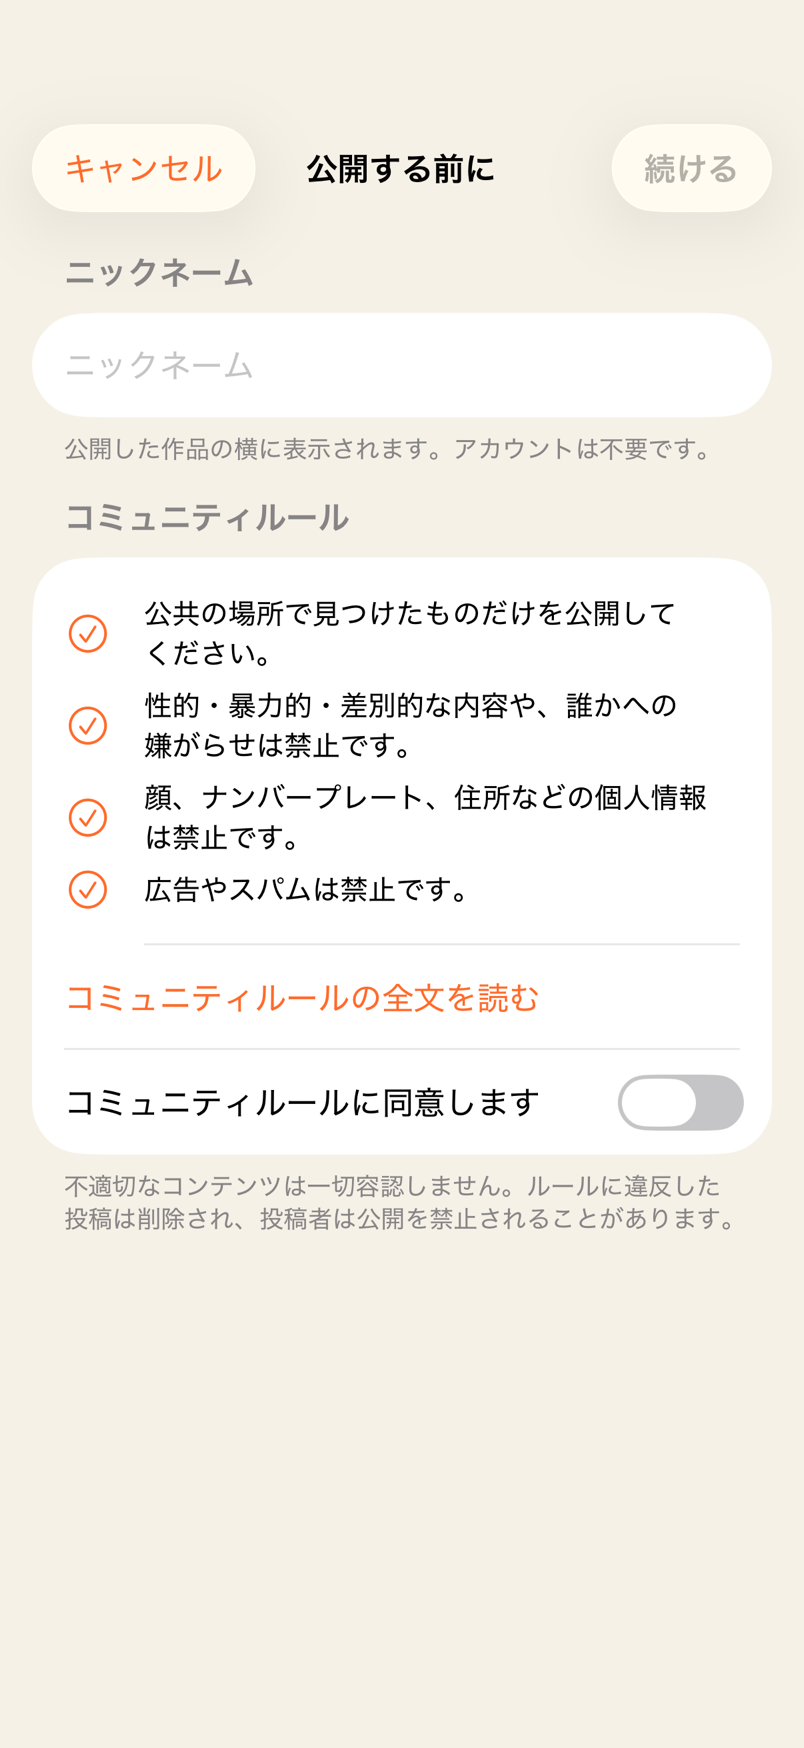 キャンセル
公開する前に
続ける
ニックネーム
ニックネーム
公開した作品の横に表示されます。アカウントは不要です。
コミュニティルール
公共の場所で見つけたものだけを公開して
ください。
性的・暴力的・差別的な内容や、誰かへの
嫌がらせは禁止です。
顔、ナンバープレート、住所などの個人情報
は禁止です。
広告やスパムは禁止です。
コミュニティルールの全文を読む
コミュニティルールに同意します
不適切なコンテンツは一切容認しません。ルールに違反した
投稿は削除され、投稿者は公開を禁止されることがあります。